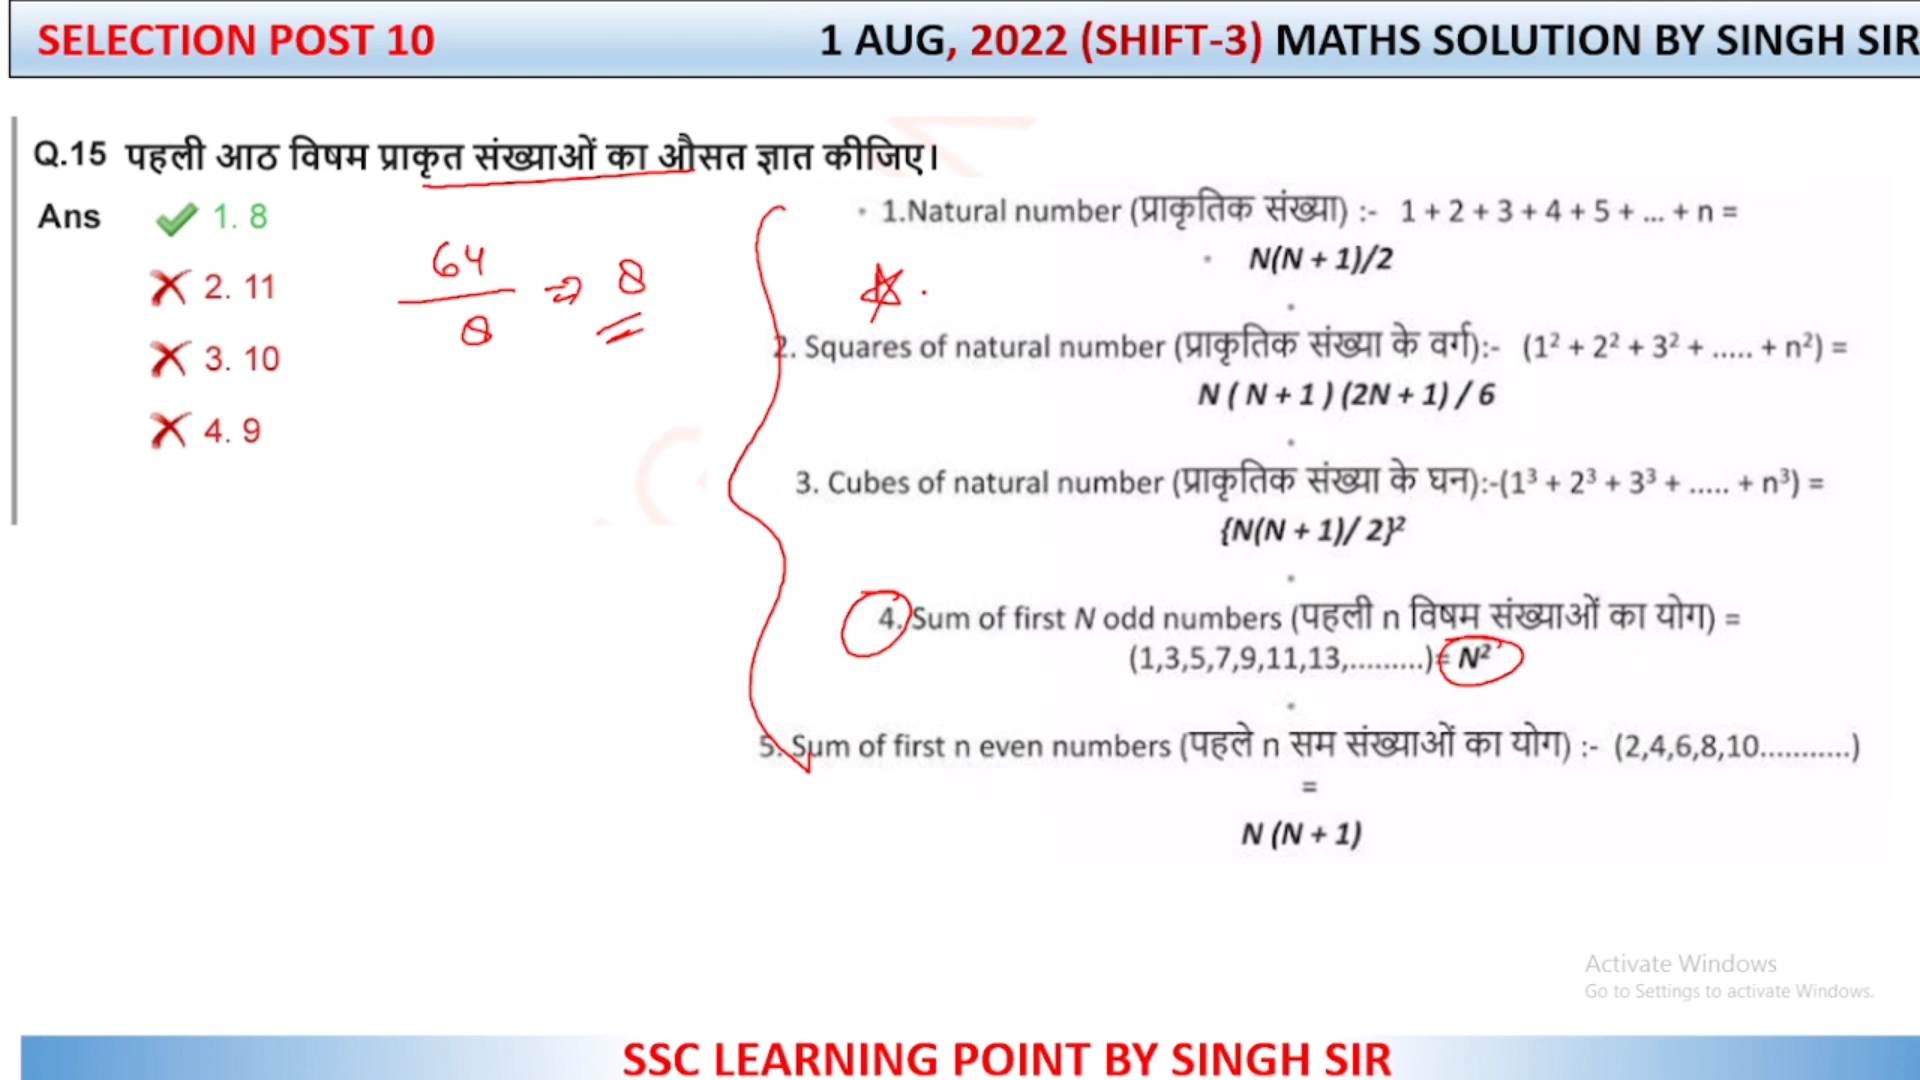 SELECTION POST 10
1 AUG, 2022 (SHIFT-3) MATHS SOLUTION BY SINGH SIR
Q.15 पहली आठ विषम प्राकृत संख्याओं का औसत ज्ञात कीजिए।
Ans
1. 8
2. 11
3. 10
4. 9
64
8
⇒ 8
• 1.Natural number (प्राकृतिक संख्या) :- 1 + 2 + 3 + 4 + 5 + ... + n =
• N(N + 1)/2
•
2. Squares of natural number (प्राकृतिक संख्या के वर्ग):- (1² + 2² + 3² + ..... + n²) =
N ( N + 1 ) (2N + 1) / 6
•
3. Cubes of natural number (प्राकृतिक संख्या के घन):-(1³ + 2³ + 3³ + ..... + n³) =
{N(N + 1)/ 2}²
•
4. Sum of first N odd numbers (पहली n विषम संख्याओं का योग) =
(1,3,5,7,9,11,13,.........)= N²
•
5. Sum of first n even numbers (पहले n सम संख्याओं का योग) :- (2,4,6,8,10...........)
=
N (N + 1)
Activate Windows
Go to Settings to activate Windows.
SSC LEARNING POINT BY SINGH SIR